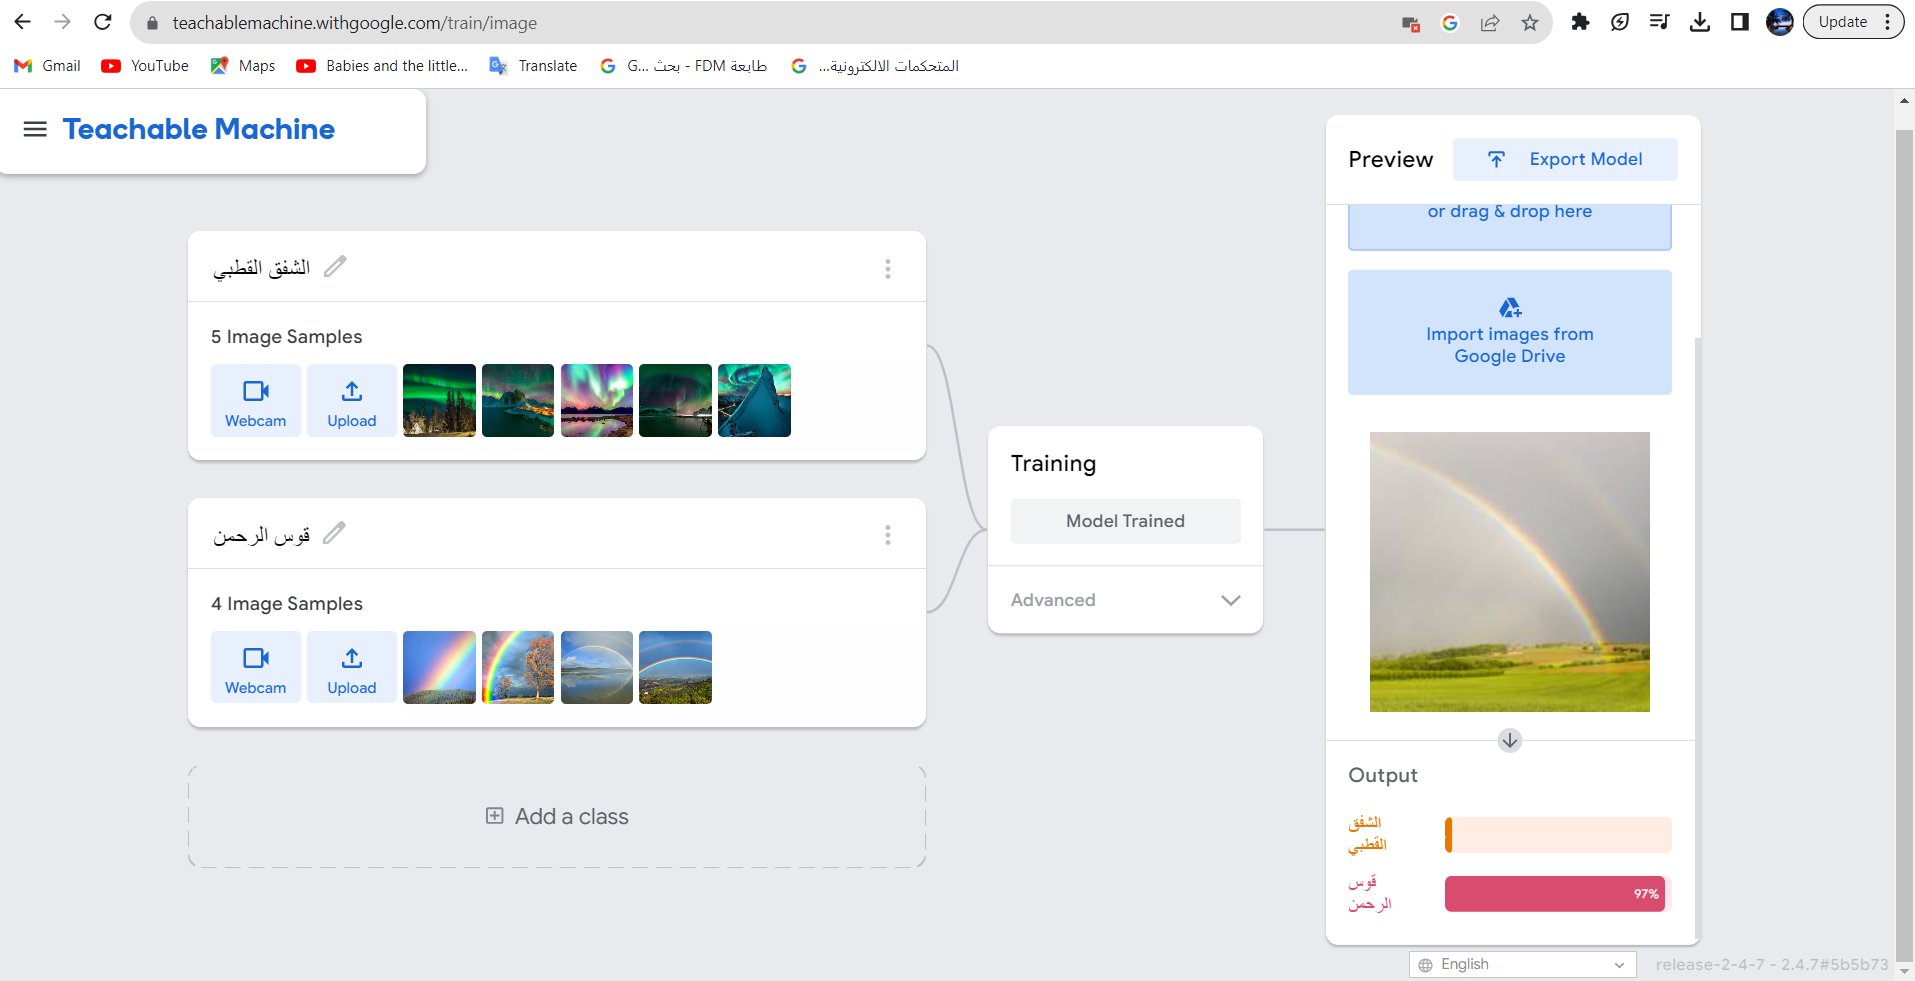 teachablemachine.withgoogle.com/train/image
Update
Gmail
YouTube
Maps
Babies and the little...
Translate
G... طابعة FDM - بحث
المتحكمات الالكترونية...
Teachable Machine
الشفق القطبي
5 Image Samples
Webcam
Upload
قوس الرحمن
4 Image Samples
Webcam
Upload
Add a class
Training
Model Trained
Advanced
Preview
Export Model
or drag & drop here
Import images from
Google Drive
Output
الشفق
القطبي
قوس
الرحمن
97%
English
release-2-4-7 - 2.4.7#5b5b73